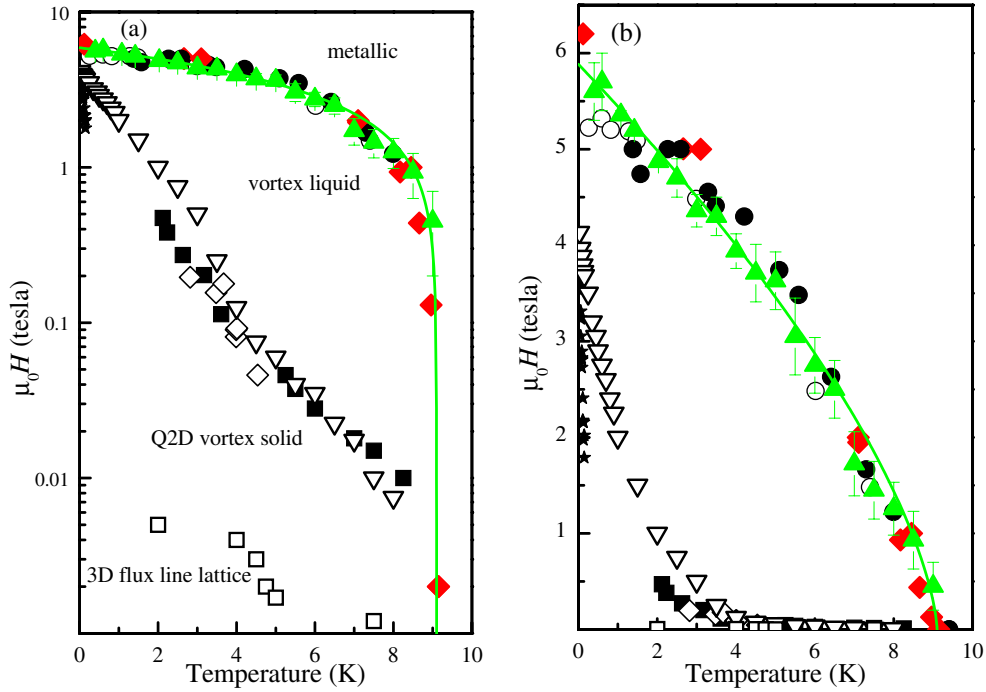 (a)
metallic
vortex liquid
Q2D vortex solid
3D flux line lattice
10
1
0.1
0.01
μ₀H (tesla)
0 2 4 6 8 10
Temperature (K)
(b)
6
5
4
3
2
1
μ₀H (tesla)
0 2 4 6 8 10
Temperature (K)